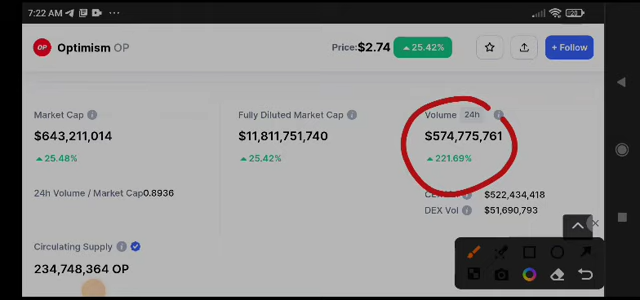 7:22 AM
Optimism OP
Price:$2.74 25.42%
+ Follow
Market Cap
Fully Diluted Market Cap
Volume 24h
$643,211,014
$11,811,751,740
$574,775,761
25.48%
25.42%
221.69%
24h Volume / Market Cap0.8936
$522,434,418
DEX Vol $51,690,793
Circulating Supply
234,748,364 OP